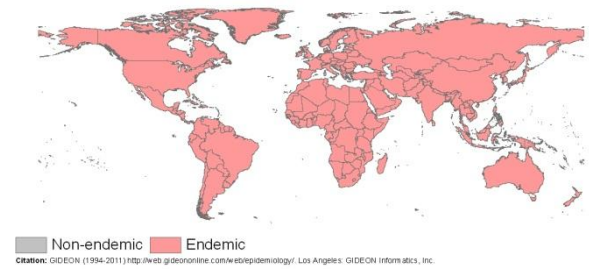 Non-endemic Endemic
Citation: GIDEON (1994-2011) http://web.gideononline.com/web/epidemiology/. Los Angeles: GIDEON Informatics, Inc.